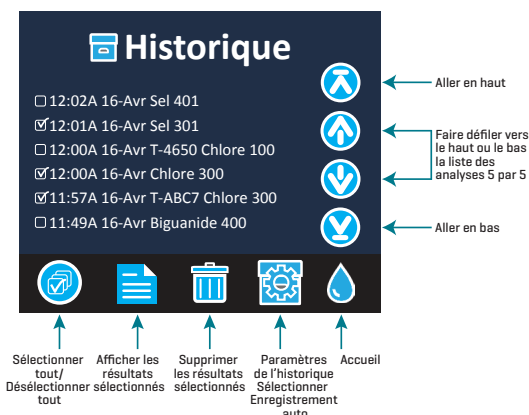 Historique
12:02A 16-Avr Sel 401
12:01A 16-Avr Sel 301
12:00A 16-Avr T-4650 Chlore 100
12:00A 16-Avr Chlore 300
11:57A 16-Avr T-ABC7 Chlore 300
11:49A 16-Avr Biguanide 400
Aller en haut
Faire défiler vers
le haut ou le bas
la liste des
analyses 5 par 5
Aller en bas
Sélectionner
tout/
Désélectionner
tout
Afficher les
résultats
sélectionnés
Supprimer
les résultats
sélectionnés
Paramètres
de l'historique
Sélectionner
Enregistrement
auto
Accueil